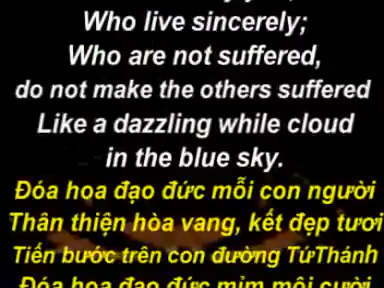 Who live sincerely;
Who are not suffered,
do not make the others suffered
Like a dazzling while cloud
in the blue sky.
Đóa hoa đạo đức mỗi con người
Thân thiện hòa vang, kết đẹp tươi
Tiến bước trên con đường TứThánh
Đóa hoa đạo đức mỉm môi cười